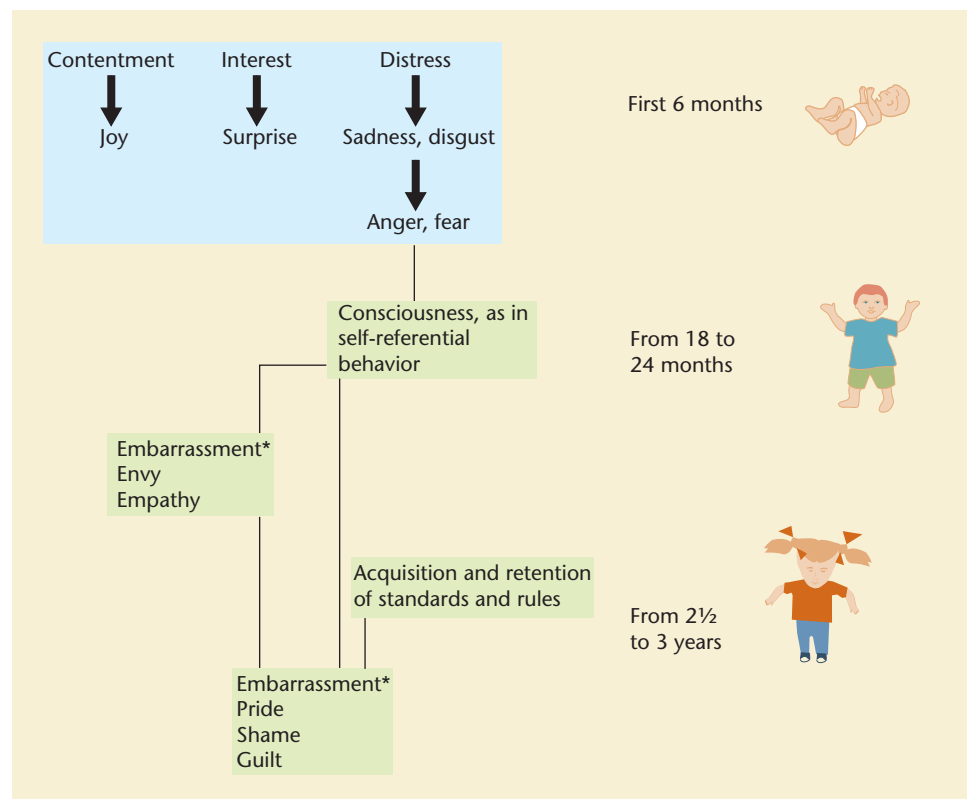 Contentment
Interest
Distress
Joy
Surprise
Sadness, disgust
Anger, fear
First 6 months
Consciousness, as in
self-referential
behavior
From 18 to
24 months
Embarrassment*
Envy
Empathy
Acquisition and retention
of standards and rules
From 2½
to 3 years
Embarrassment*
Pride
Shame
Guilt